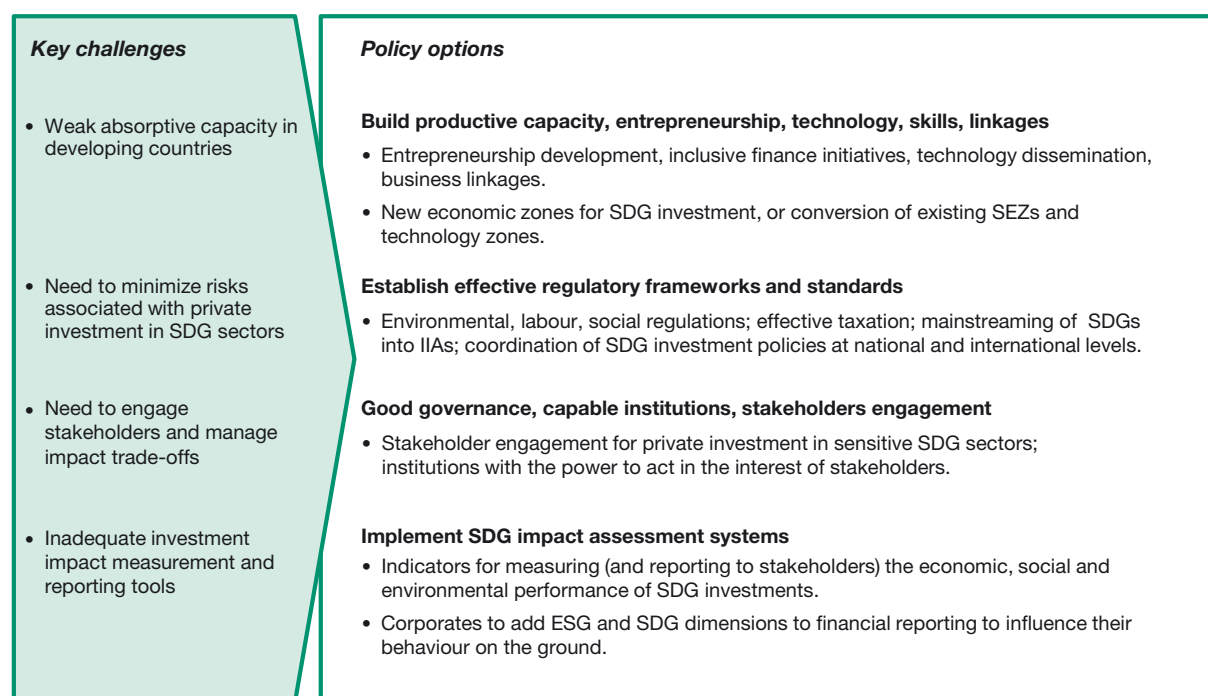 Key challenges
Policy options
• Weak absorptive capacity in
developing countries
Build productive capacity, entrepreneurship, technology, skills, linkages
• Entrepreneurship development, inclusive finance initiatives, technology dissemination,
business linkages.
• New economic zones for SDG investment, or conversion of existing SEZs and
technology zones.
• Need to minimize risks
associated with private
investment in SDG sectors
Establish effective regulatory frameworks and standards
• Environmental, labour, social regulations; effective taxation; mainstreaming of SDGs
into IIAs; coordination of SDG investment policies at national and international levels.
• Need to engage
stakeholders and manage
impact trade-offs
Good governance, capable institutions, stakeholders engagement
• Stakeholder engagement for private investment in sensitive SDG sectors;
institutions with the power to act in the interest of stakeholders.
• Inadequate investment
impact measurement and
reporting tools
Implement SDG impact assessment systems
• Indicators for measuring (and reporting to stakeholders) the economic, social and
environmental performance of SDG investments.
• Corporates to add ESG and SDG dimensions to financial reporting to influence their
behaviour on the ground.